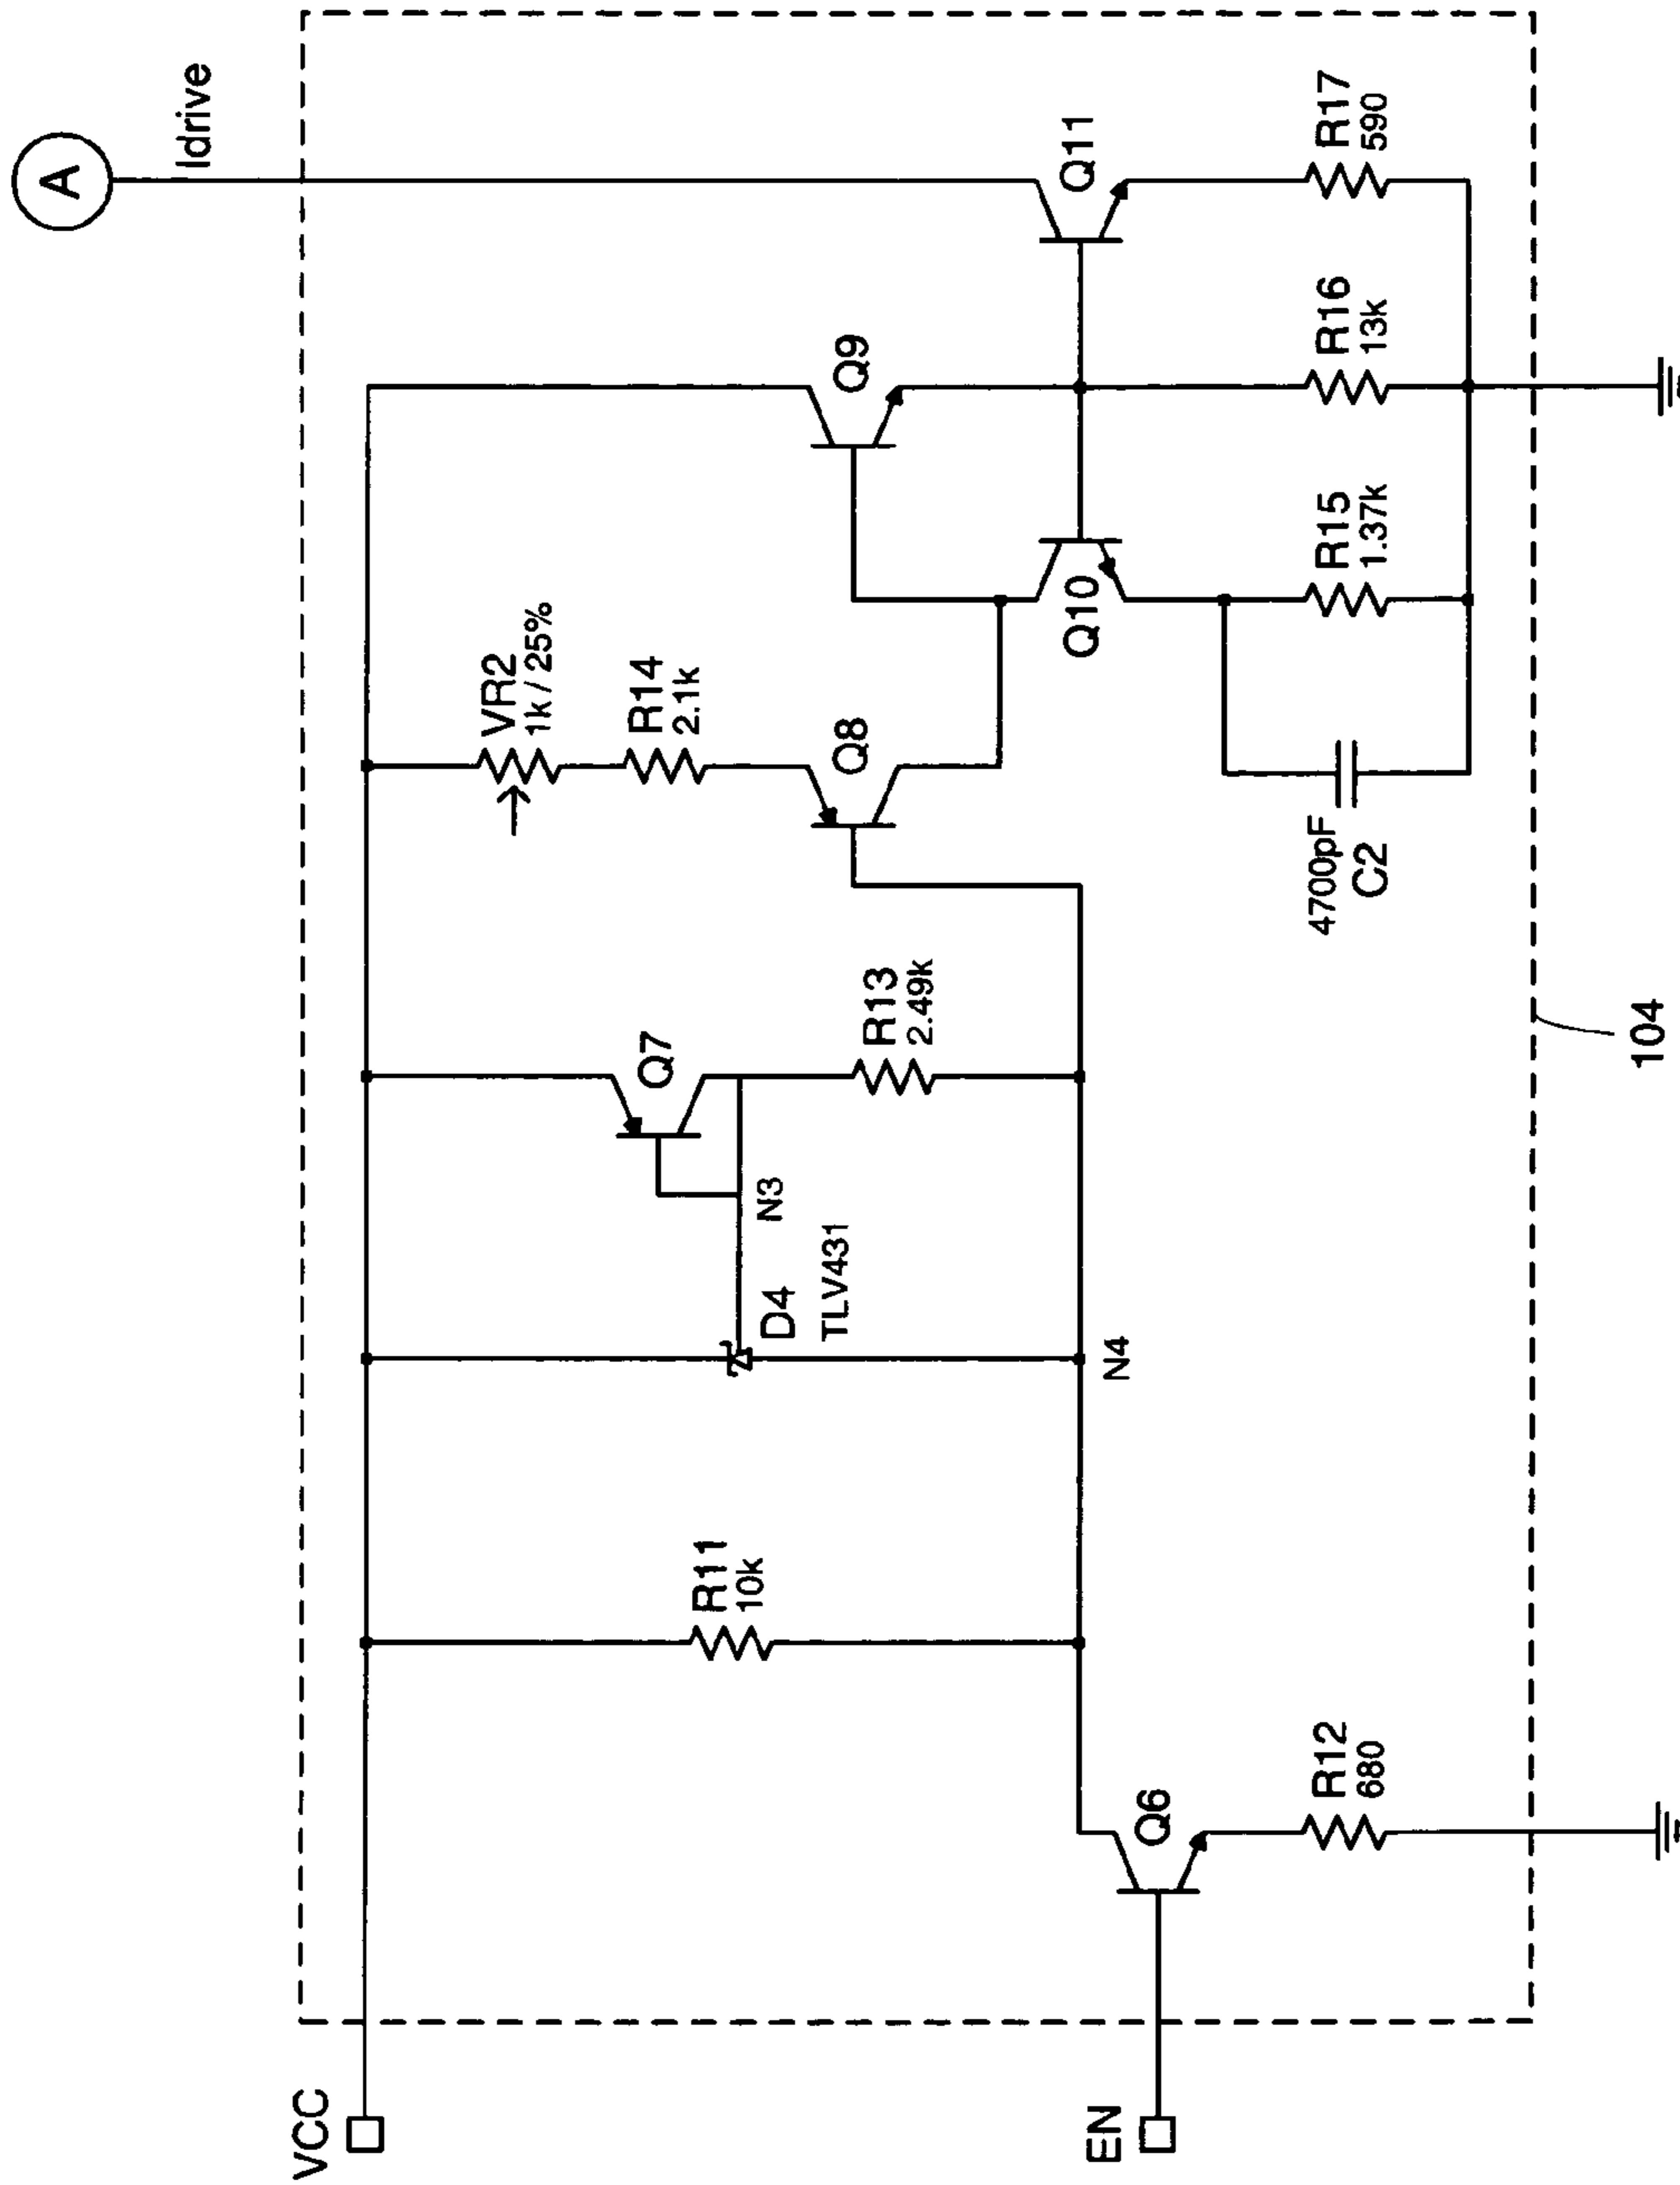 A
Idrive
VCC
EN
R11
10k
Q6
R12
680
D4
TLV431
N3
N4
Q7
R13
2.49k
VR2
1k / 25%
R14
2.1k
Q8
Q9
Q10
Q11
4700pF
C2
R15
1.37k
R16
13k
R17
590
104